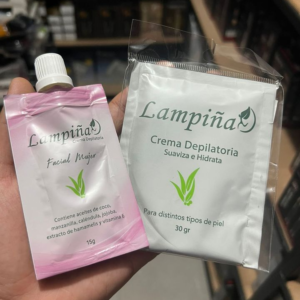 Lampiña
Facial Mujer
Contiene aceites de coco,
manzanilla, caléndula, jojoba,
extracto de hamamelis y vitamina E
15g
Lampiña
Crema Depilatoria
Suaviza e Hidrata
Para distintos tipos de piel
30 gr